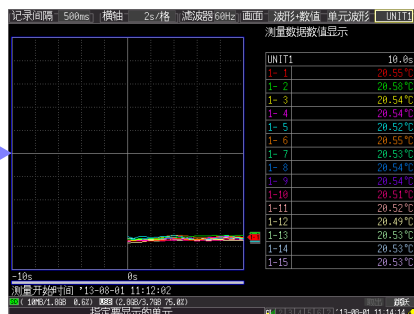 记录间隔 500ms 横轴 2s/格 滤波器60Hz 画面 波形+数值 单元波形 UNIT1
测量数据数值显示
UNIT1 10.0s
1- 1 20.55°C
1- 2 20.58°C
1- 3 20.54°C
1- 4 20.54°C
1- 5 20.52°C
1- 6 20.55°C
1- 7 20.53°C
1- 8 20.54°C
1- 9 20.54°C
1-10 20.51°C
1-11 20.52°C
1-12 20.49°C
1-13 20.53°C
1-14 20.53°C
1-15 20.53°C
-10s 0s
测量开始时间 '13-08-01 11:12:02
( 10MB/1.8GB 0.6%) USB (2.8GB/3.7GB 75.0%) 跳跃
指定要显示的单元 '13-08-01 11:14:14